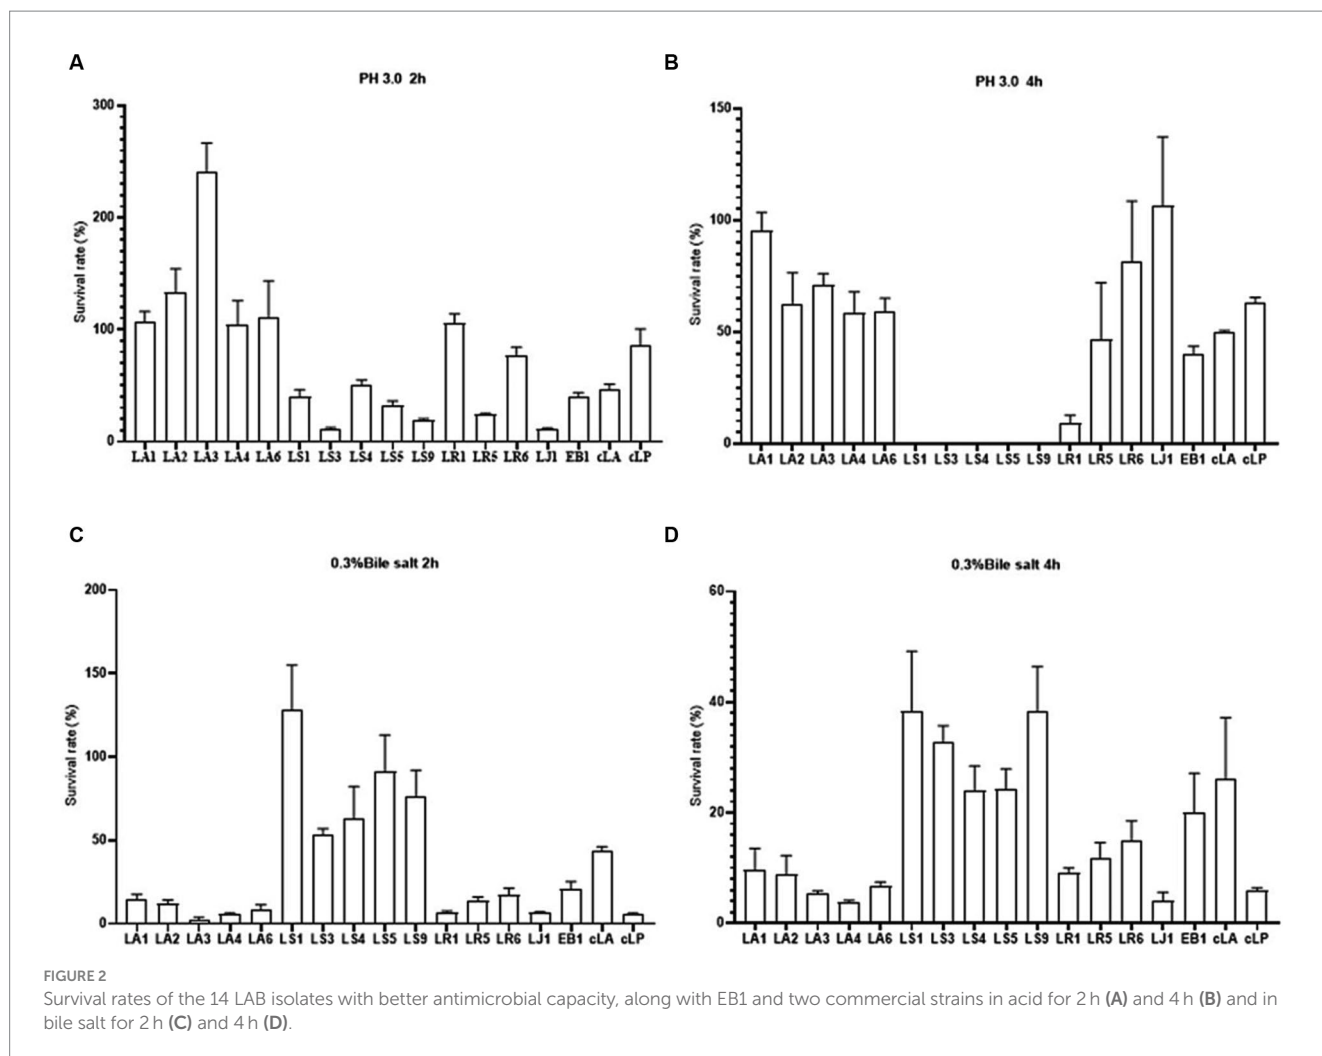 A
PH 3.0 2h
Survival rate (%)
300
200
100
0
LA1 LA2 LA3 LA4 LA6 LS1 LS3 LS4 LS5 LS9 LR1 LR5 LR6 LJ1 EB1 cLA cLP
B
PH 3.0 4h
Survival rate (%)
150
100
50
0
LA1 LA2 LA3 LA4 LA6 LS1 LS3 LS4 LS5 LS9 LR1 LR5 LR6 LJ1 EB1 cLA cLP
C
0.3%Bile salt 2h
Survival rate (%)
200
150
100
50
0
LA1 LA2 LA3 LA4 LA6 LS1 LS3 LS4 LS5 LS9 LR1 LR5 LR6 LJ1 EB1 cLA cLP
D
0.3%Bile salt 4h
Survival rate (%)
60
40
20
0
LA1 LA2 LA3 LA4 LA6 LS1 LS3 LS4 LS5 LS9 LR1 LR5 LR6 LJ1 EB1 cLA cLP
FIGURE 2
Survival rates of the 14 LAB isolates with better antimicrobial capacity, along with EB1 and two commercial strains in acid for 2 h (A) and 4 h (B) and in
bile salt for 2 h (C) and 4 h (D).